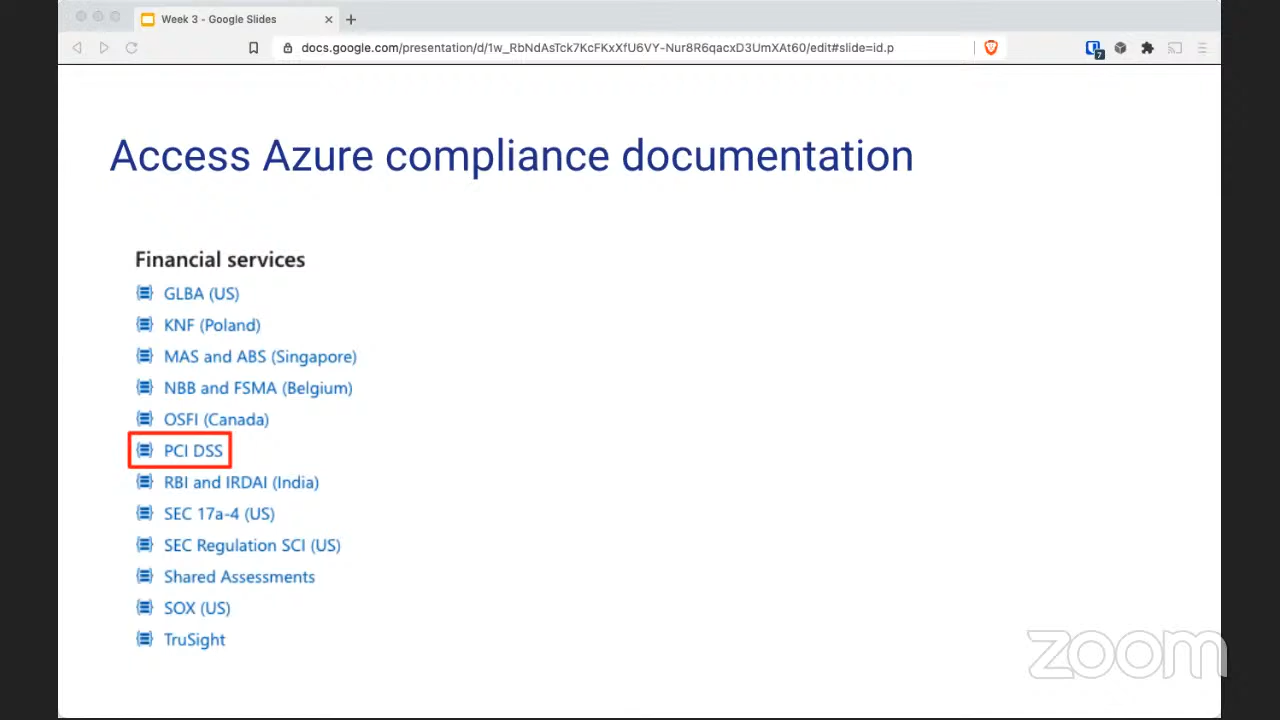 Week 3 - Google Slides
docs.google.com/presentation/d/1w_RbNdAsTck7KcFKxXfU6VY-Nur8R6qacxD3UmXAt60/edit#slide=id.p
7
Access Azure compliance documentation
Financial services
GLBA (US)
KNF (Poland)
MAS and ABS (Singapore)
NBB and FSMA (Belgium)
OSFI (Canada)
PCI DSS
RBI and IRDAI (India)
SEC 17a-4 (US)
SEC Regulation SCI (US)
Shared Assessments
SOX (US)
TruSight
zoom